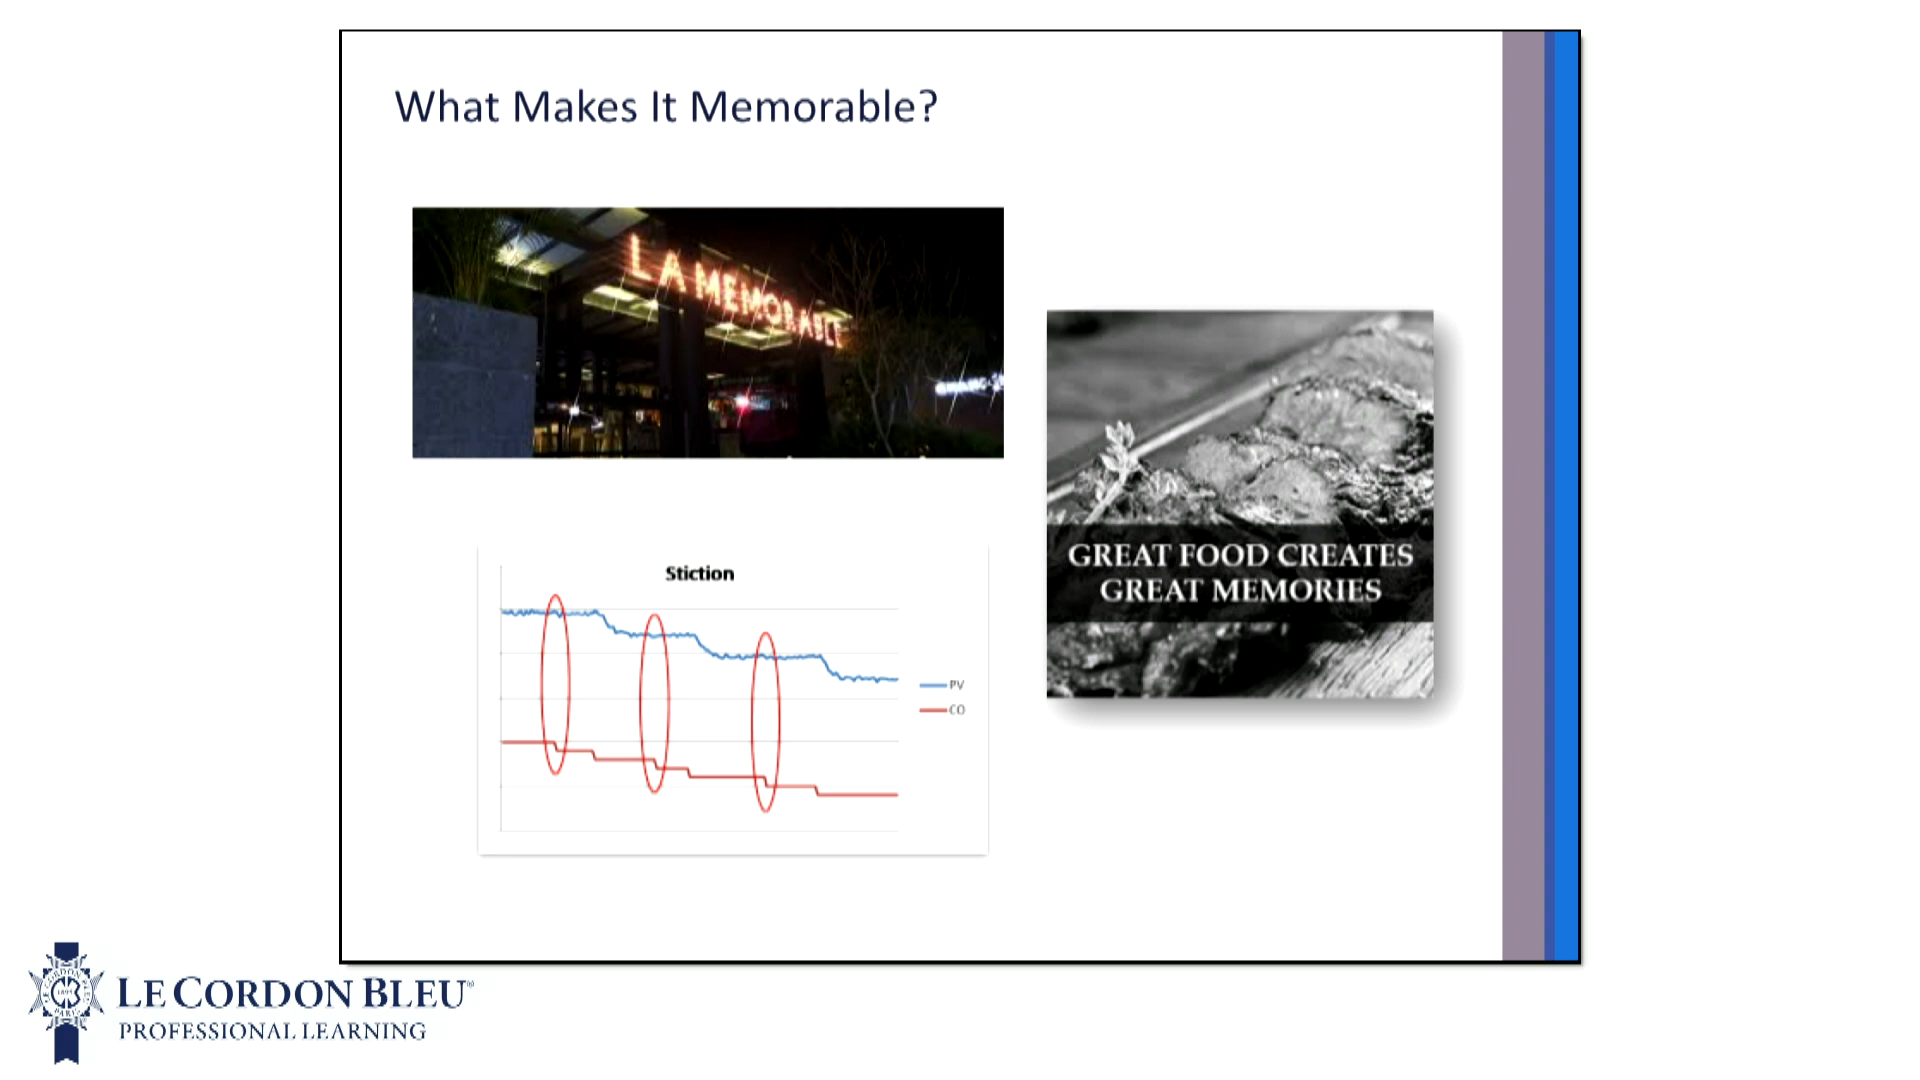 What Makes It Memorable?
LA MEMORABLE
GREAT FOOD CREATES
GREAT MEMORIES
Stiction
PV
CO
LE CORDON BLEU®
PROFESSIONAL LEARNING